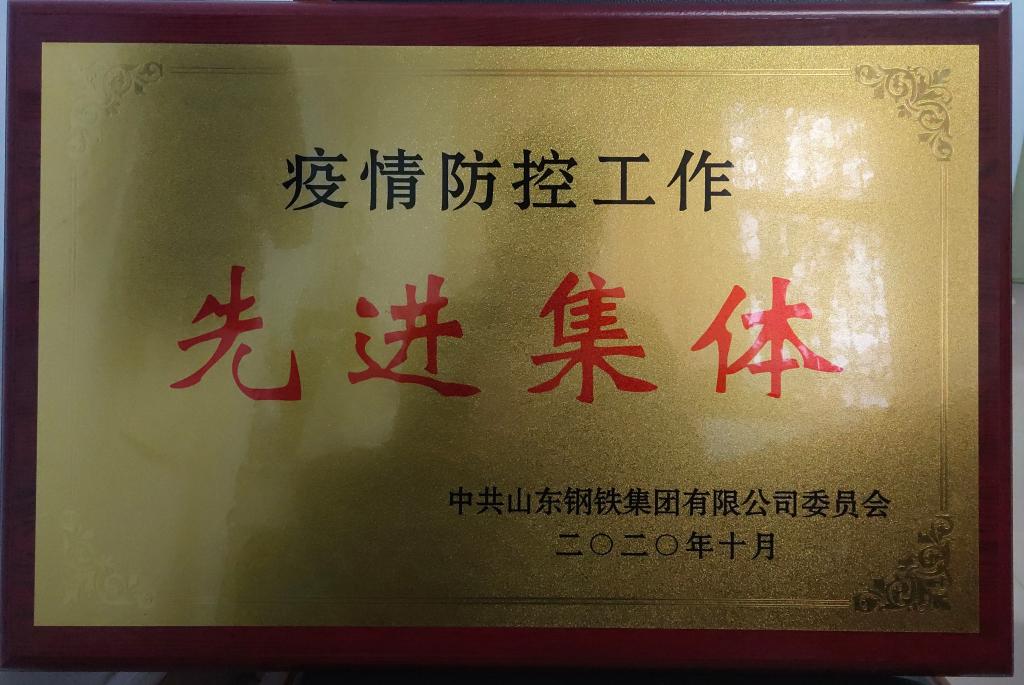 疫情防控工作
先进集体
中共山东钢铁集团有限公司委员会
二〇二〇年十月